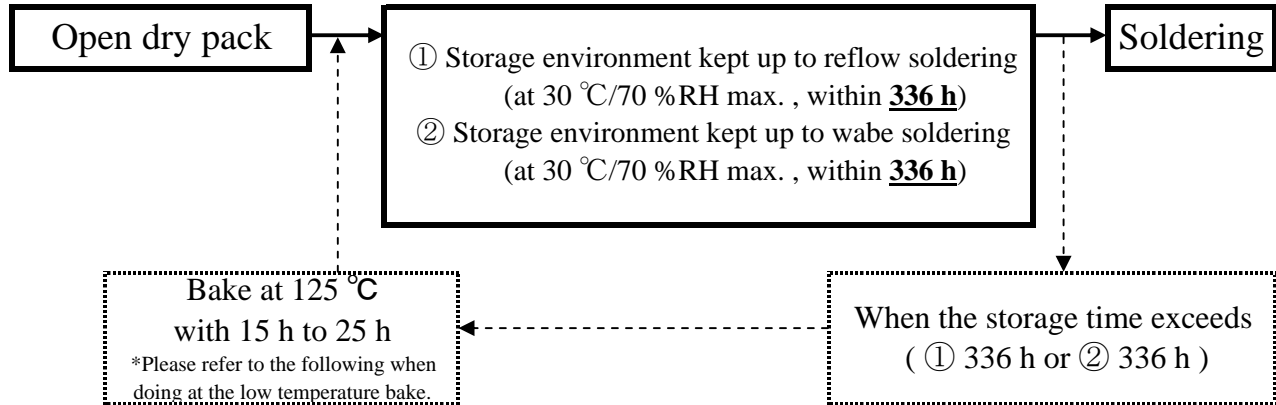 Open dry pack
① Storage environment kept up to reflow soldering
(at 30 ℃/70 %RH max. , within 336 h)
② Storage environment kept up to wabe soldering
(at 30 ℃/70 %RH max. , within 336 h)
Soldering
Bake at 125 ℃
with 15 h to 25 h
*Please refer to the following when
doing at the low temperature bake.
When the storage time exceeds
( ① 336 h or ② 336 h )